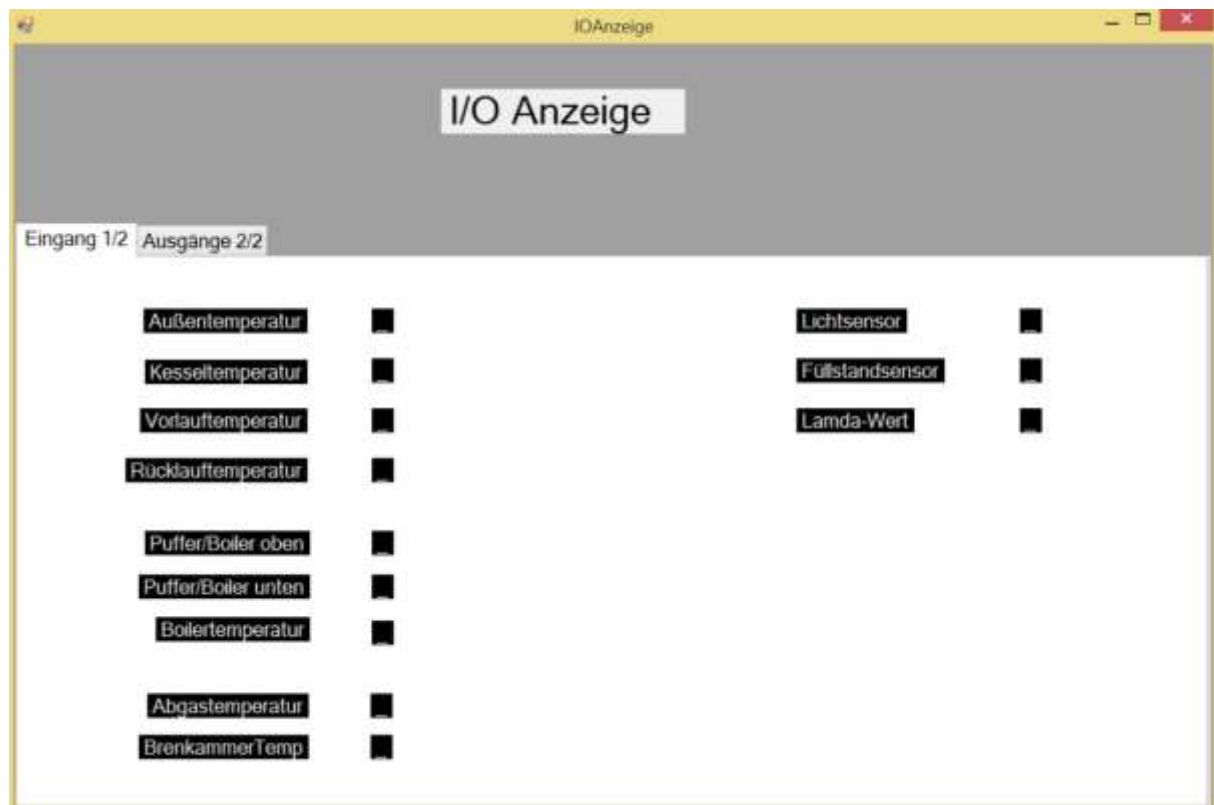 IOAnzeige
I/O Anzeige
Eingang 1/2 Ausgänge 2/2
Außentemperatur _
Kesseltemperatur _
Vorlauftemperatur _
Rücklauftemperatur _
Puffer/Boiler oben _
Puffer/Boiler unten _
Boilertemperatur _
Abgastemperatur _
BrenkammerTemp _
Lichtsensor _
Füllstandsensor _
Lamda-Wert _